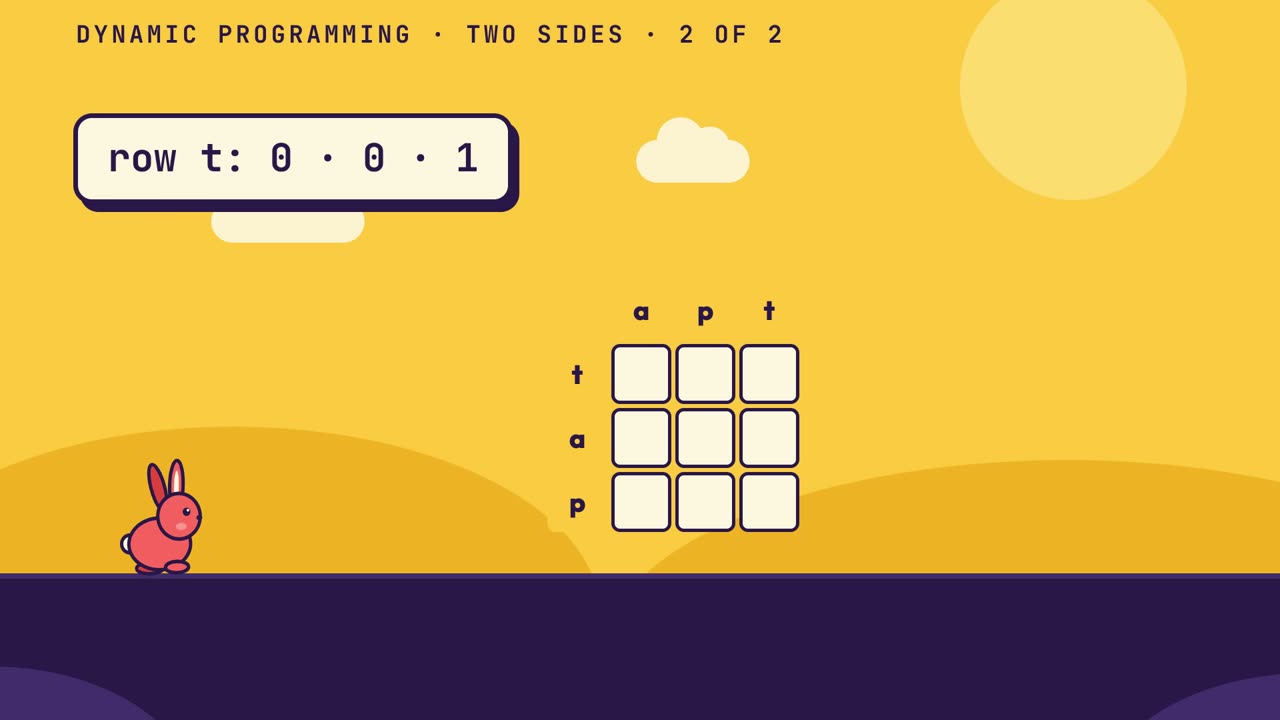 DYNAMIC PROGRAMMING · TWO SIDES · 2 OF 2
row t: 0 · 0 · 1
a p t
t
a
p